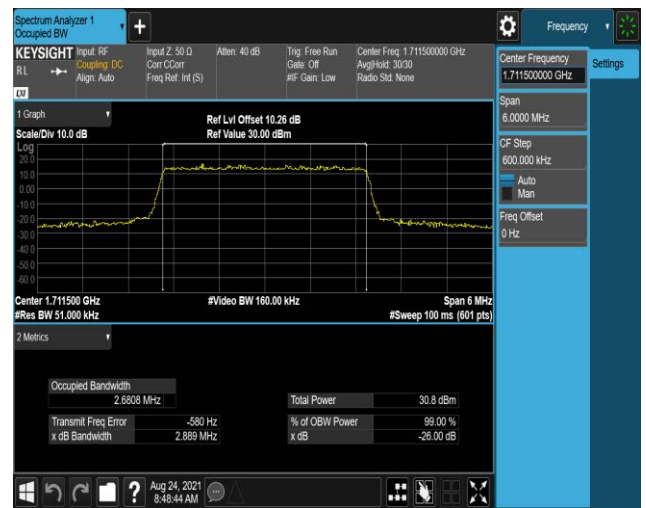 Spectrum Analyzer 1
Occupied BW
Frequency
KEYSIGHT
RL
LXI
Input: RF
Coupling: DC
Align: Auto
Input Z: 50 Ω
Corr CCorr
Freq Ref: Int (S)
Atten: 40 dB
Trig: Free Run
Gate: Off
#IF Gain: Low
Center Freq: 1.711500000 GHz
Avg|Hold: 30/30
Radio Std: None
Center Frequency
1.711500000 GHz
Settings
Span
6.0000 MHz
CF Step
600.000 kHz
Auto
Man
Freq Offset
0 Hz
1 Graph
Scale/Div 10.0 dB
Ref Lvl Offset 10.26 dB
Ref Value 30.00 dBm
Log
20.0
10.0
0.00
-10.0
-20.0
-30.0
-40.0
-50.0
-60.0
Center 1.711500 GHz
#Video BW 160.00 kHz
Span 6 MHz
#Res BW 51.000 kHz
#Sweep 100 ms (601 pts)
2 Metrics
Occupied Bandwidth
2.6808 MHz
Total Power 30.8 dBm
Transmit Freq Error -580 Hz
% of OBW Power 99.00 %
x dB Bandwidth 2.889 MHz
x dB -26.00 dB
?
Aug 24, 2021
8:48:44 AM